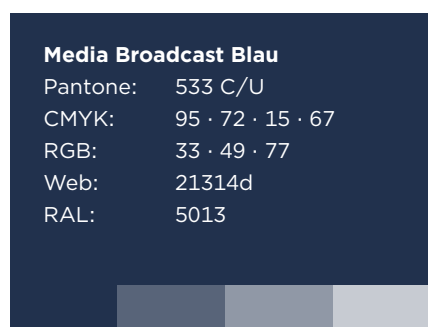 Media Broadcast Blau
Pantone: 533 C/U
CMYK: 95 · 72 · 15 · 67
RGB: 33 · 49 · 77
Web: 21314d
RAL: 5013